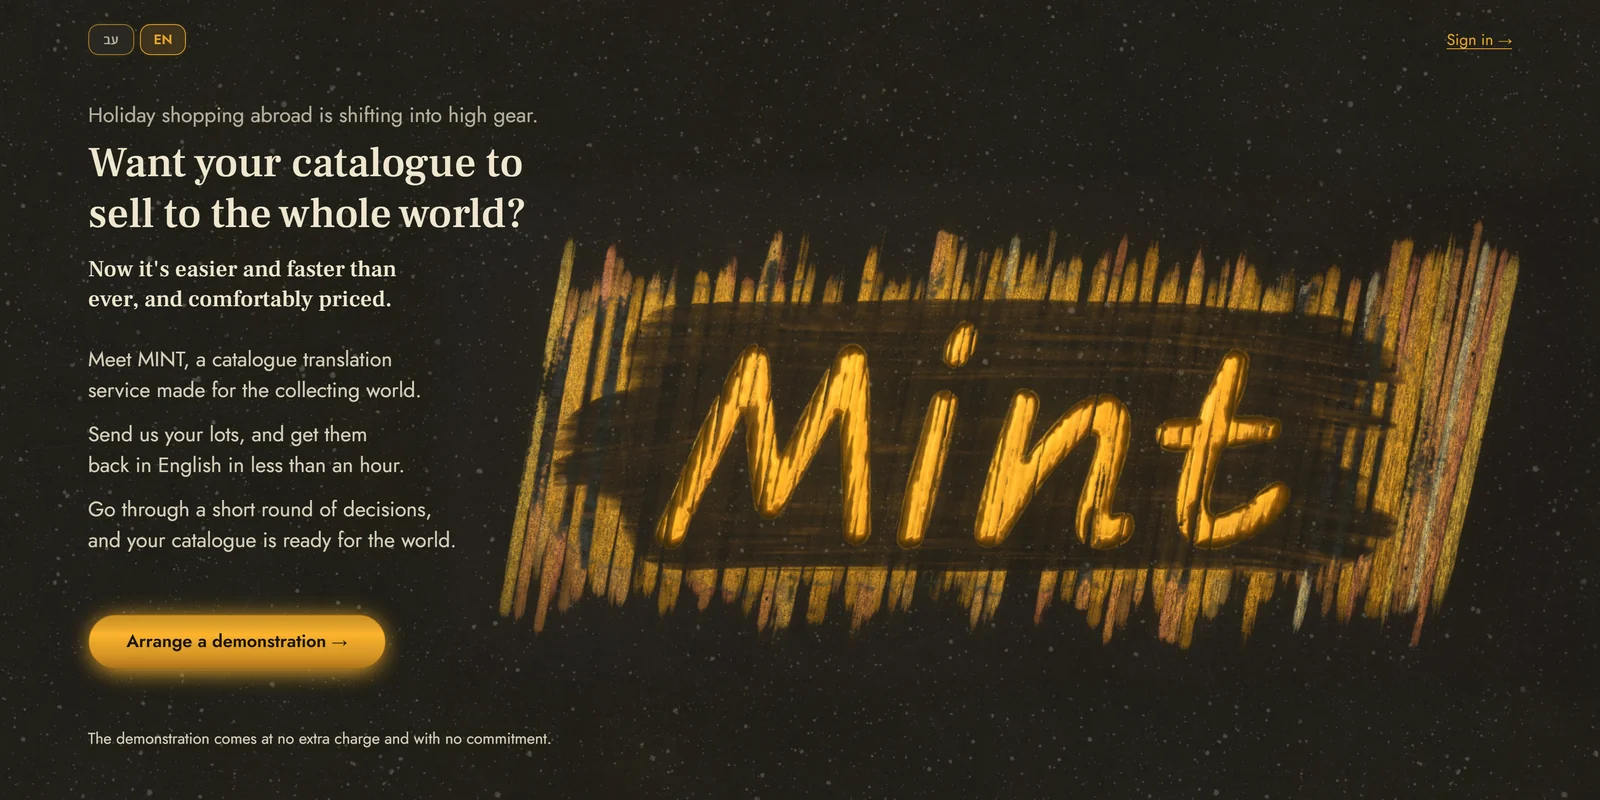 עב
EN
Sign in →
Holiday shopping abroad is shifting into high gear.
Want your catalogue to
sell to the whole world?
Now it's easier and faster than
ever, and comfortably priced.
Meet MINT, a catalogue translation
service made for the collecting world.
Send us your lots, and get them
back in English in less than an hour.
Go through a short round of decisions,
and your catalogue is ready for the world.
Mint
Arrange a demonstration →
The demonstration comes at no extra charge and with no commitment.